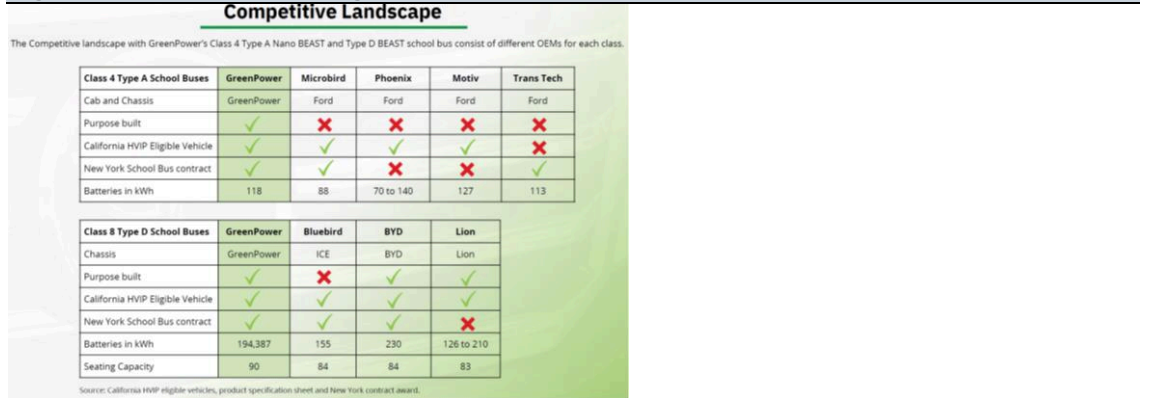 Competitive Landscape
The Competitive landscape with GreenPower's Class 4 Type A Nano BEAST and Type D BEAST school bus consist of different OEMs for each class.
Class 4 Type A School Buses GreenPower Microbird Phoenix Motiv Trans Tech
Cab and Chassis GreenPower Ford Ford Ford Ford
Purpose built
California HVIP Eligible Vehicle
New York School Bus contract
Batteries in kWh 118 88 70 to 140 127 113
Class 8 Type D School Buses GreenPower Bluebird BYD Lion
Chassis GreenPower ICE BYD Lion
Purpose built
California HVIP Eligible Vehicle
New York School Bus contract
Batteries in kWh 194,387 155 230 126 to 210
Seating Capacity 90 84 84 83
Source: California HVIP eligible vehicles, product specification sheet and New York contract award.